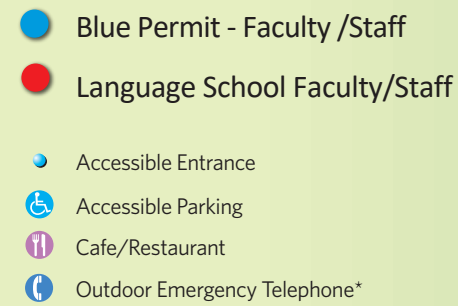 Blue Permit - Faculty /Staff
Language School Faculty/Staff
Accessible Entrance
Accessible Parking
Cafe/Restaurant
Outdoor Emergency Telephone*